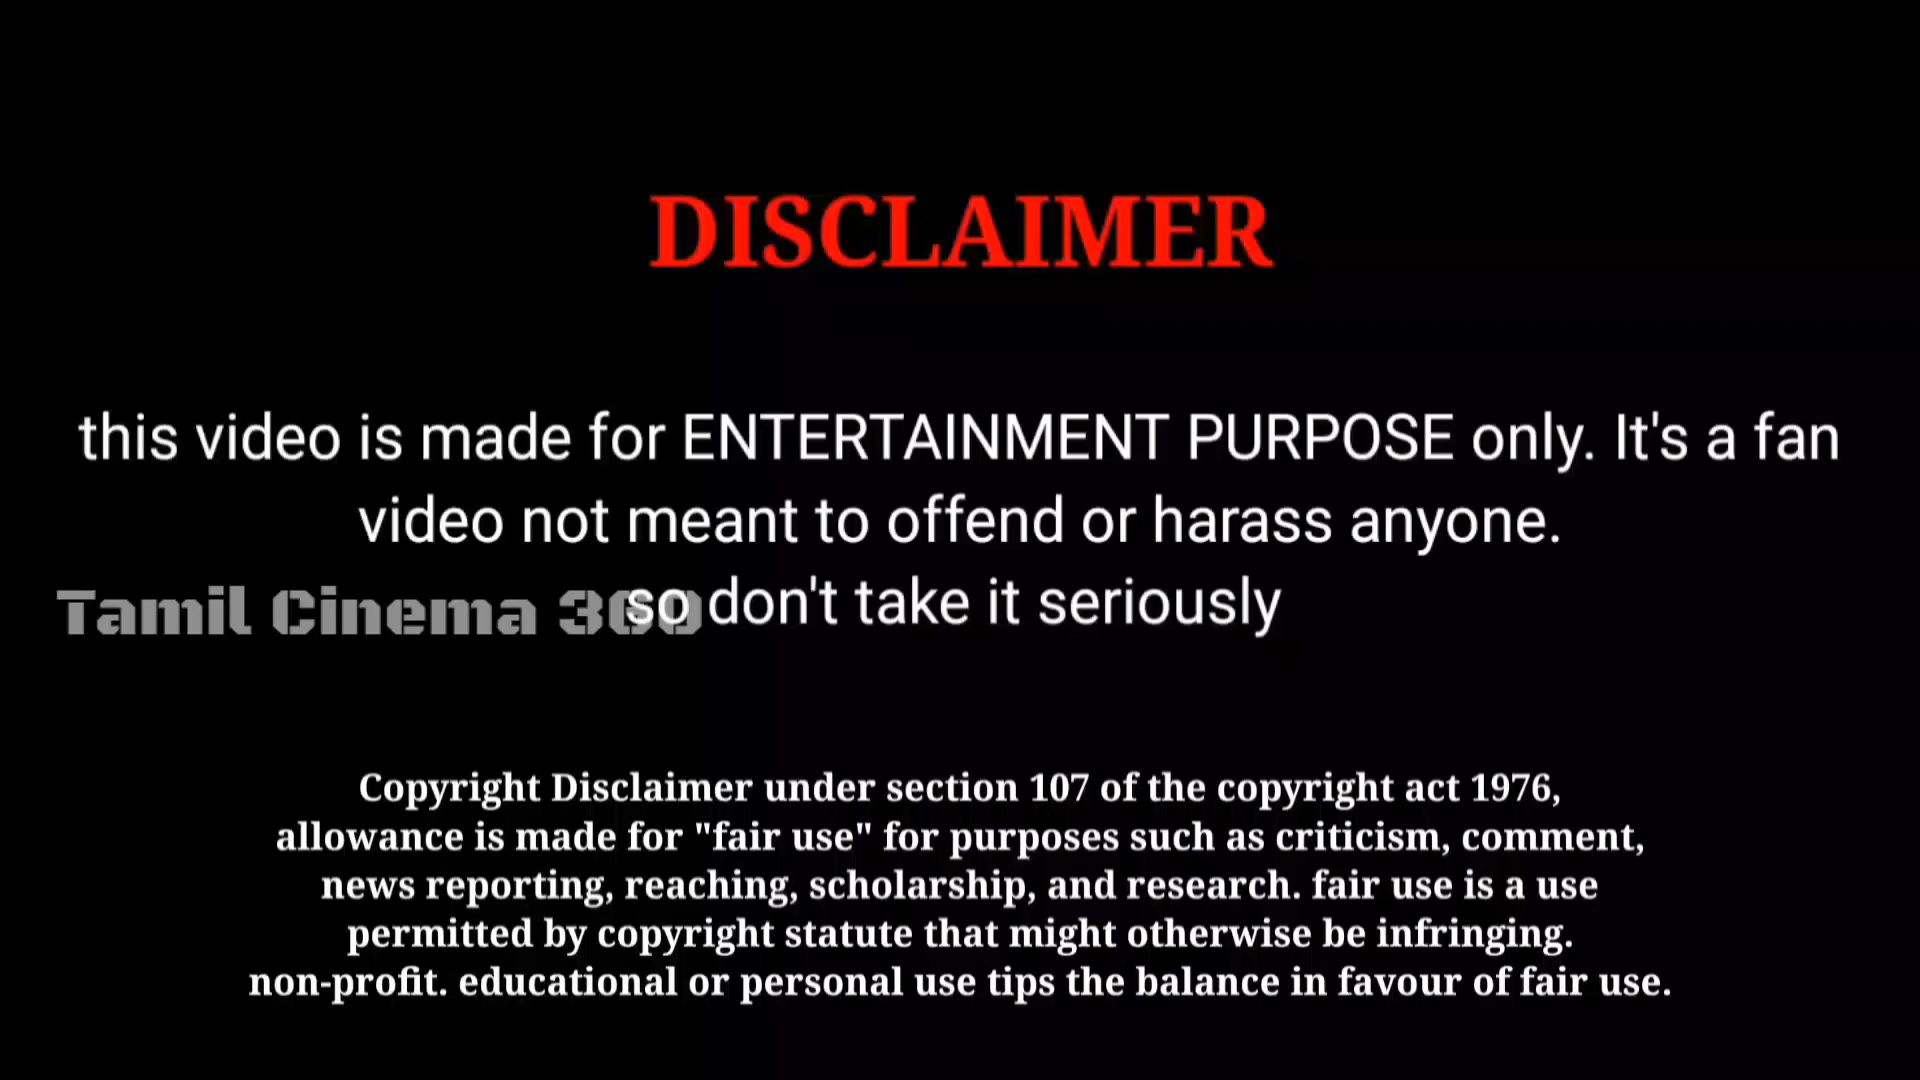 DISCLAIMER
this video is made for ENTERTAINMENT PURPOSE only. It's a fan
video not meant to offend or harass anyone.
so don't take it seriously
Tamil Cinema 360
Copyright Disclaimer under section 107 of the copyright act 1976,
allowance is made for "fair use" for purposes such as criticism, comment,
news reporting, reaching, scholarship, and research. fair use is a use
permitted by copyright statute that might otherwise be infringing.
non-profit. educational or personal use tips the balance in favour of fair use.